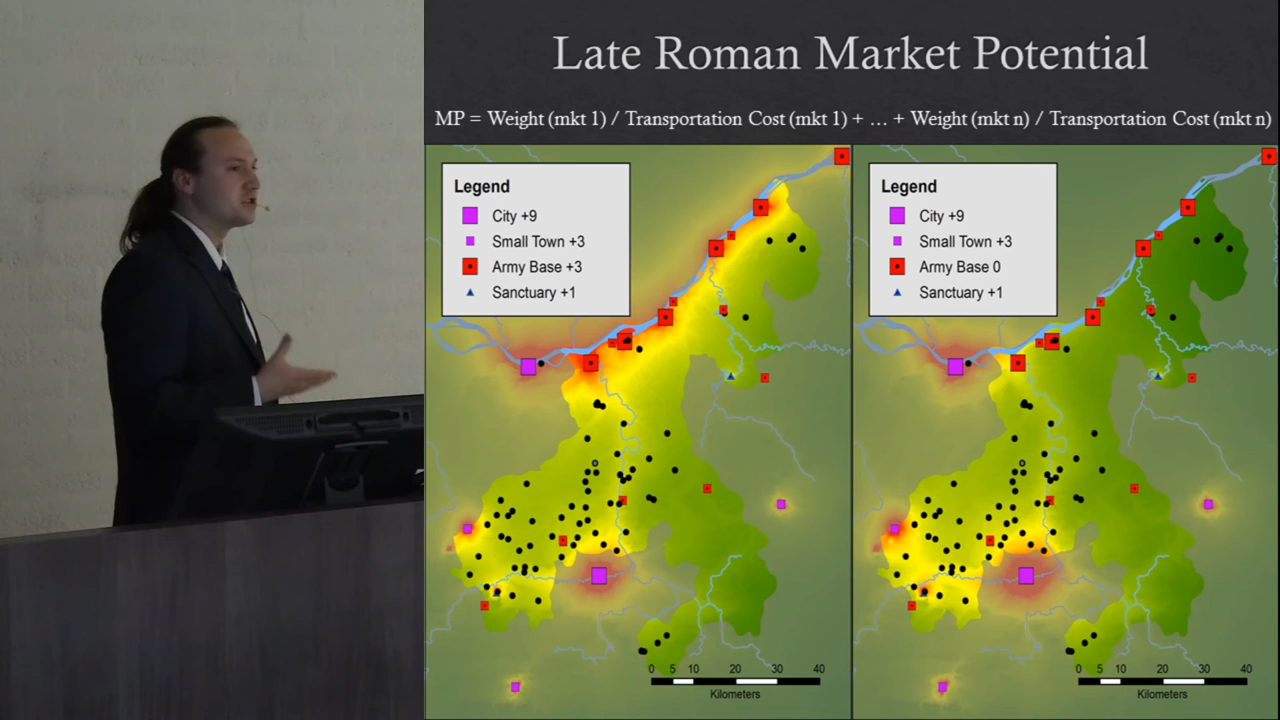 Late Roman Market Potential
MP = Weight (mkt 1) / Transportation Cost (mkt 1) + … + Weight (mkt n) / Transportation Cost (mkt n)
Legend
City +9
Small Town +3
Army Base +3
Sanctuary +1
0 5 10 20 30 40
Kilometers
Legend
City +9
Small Town +3
Army Base 0
Sanctuary +1
0 5 10 20 30 40
Kilometers